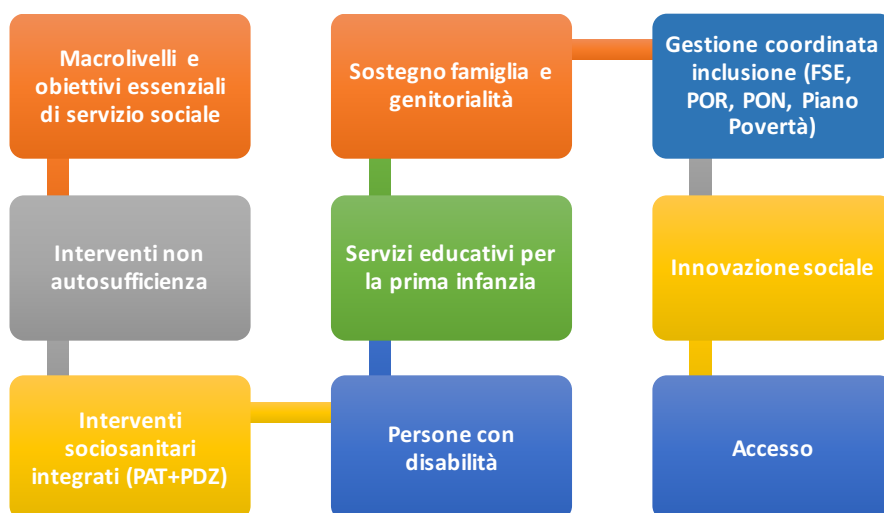 Macrolivelli e
obiettivi essenziali
di servizio sociale
Interventi non
autosufficienza
Interventi
sociosanitari
integrati (PAT+PDZ)
Persone con
disabilità
Servizi educativi per
la prima infanzia
Sostegno famiglia e
genitorialità
Gestione coordinata
inclusione (FSE,
POR, PON, Piano
Povertà)
Innovazione sociale
Accesso